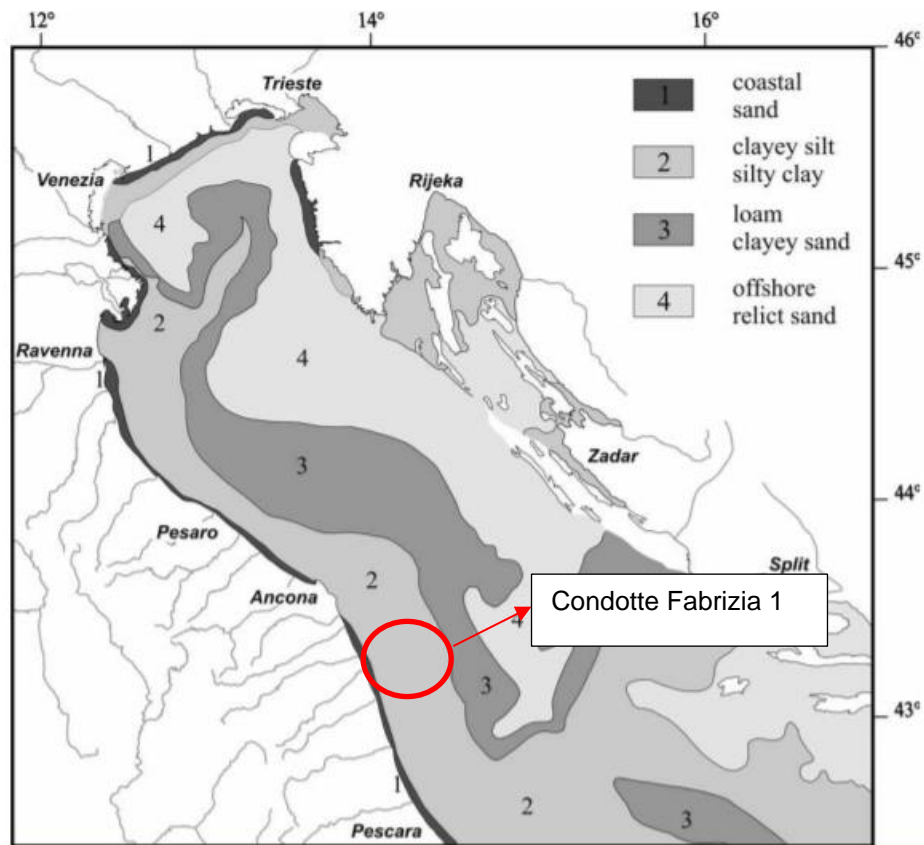 12°
14°
16°
46°
Trieste
1
coastal
sand
1
Venezia
2
clayey silt
silty clay
Rijeka
4
3
loam
clayey sand
45°
2
4
offshore
relict sand
Ravenna
4
1
3
Zadar
44°
Pesaro
2
Split
Ancona
Condotte Fabrizia 1
4
3
43°
1
2
3
Pescara